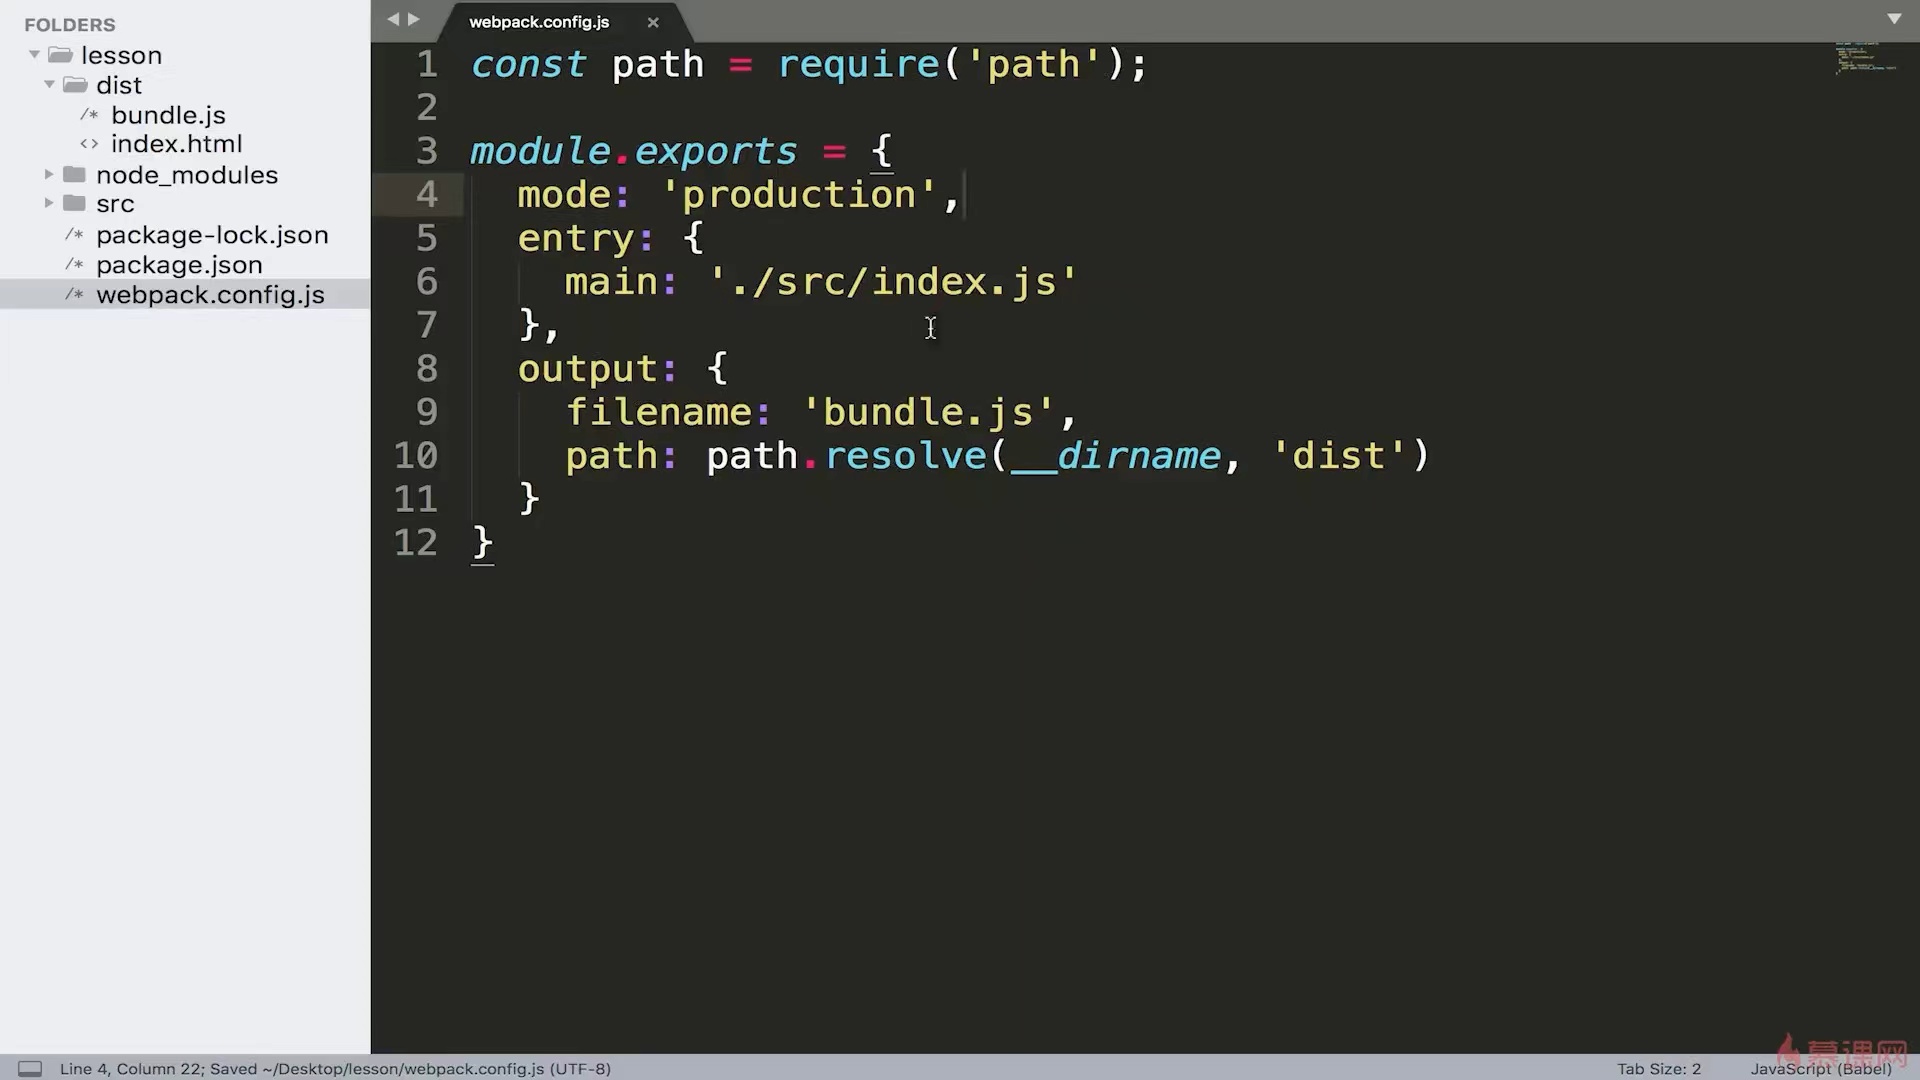 FOLDERS
lesson
dist
/* bundle.js
<> index.html
node_modules
src
/* package-lock.json
/* package.json
/* webpack.config.js
webpack.config.js ×
1 const path = require('path');
2
3 module.exports = {
4 mode: 'production',
5 entry: {
6 main: './src/index.js'
7 },
8 output: {
9 filename: 'bundle.js',
10 path: path.resolve(__dirname, 'dist')
11 }
12 }
慕课网
Line 4, Column 22; Saved ~/Desktop/lesson/webpack.config.js (UTF-8)
Tab Size: 2
JavaScript (Babel)